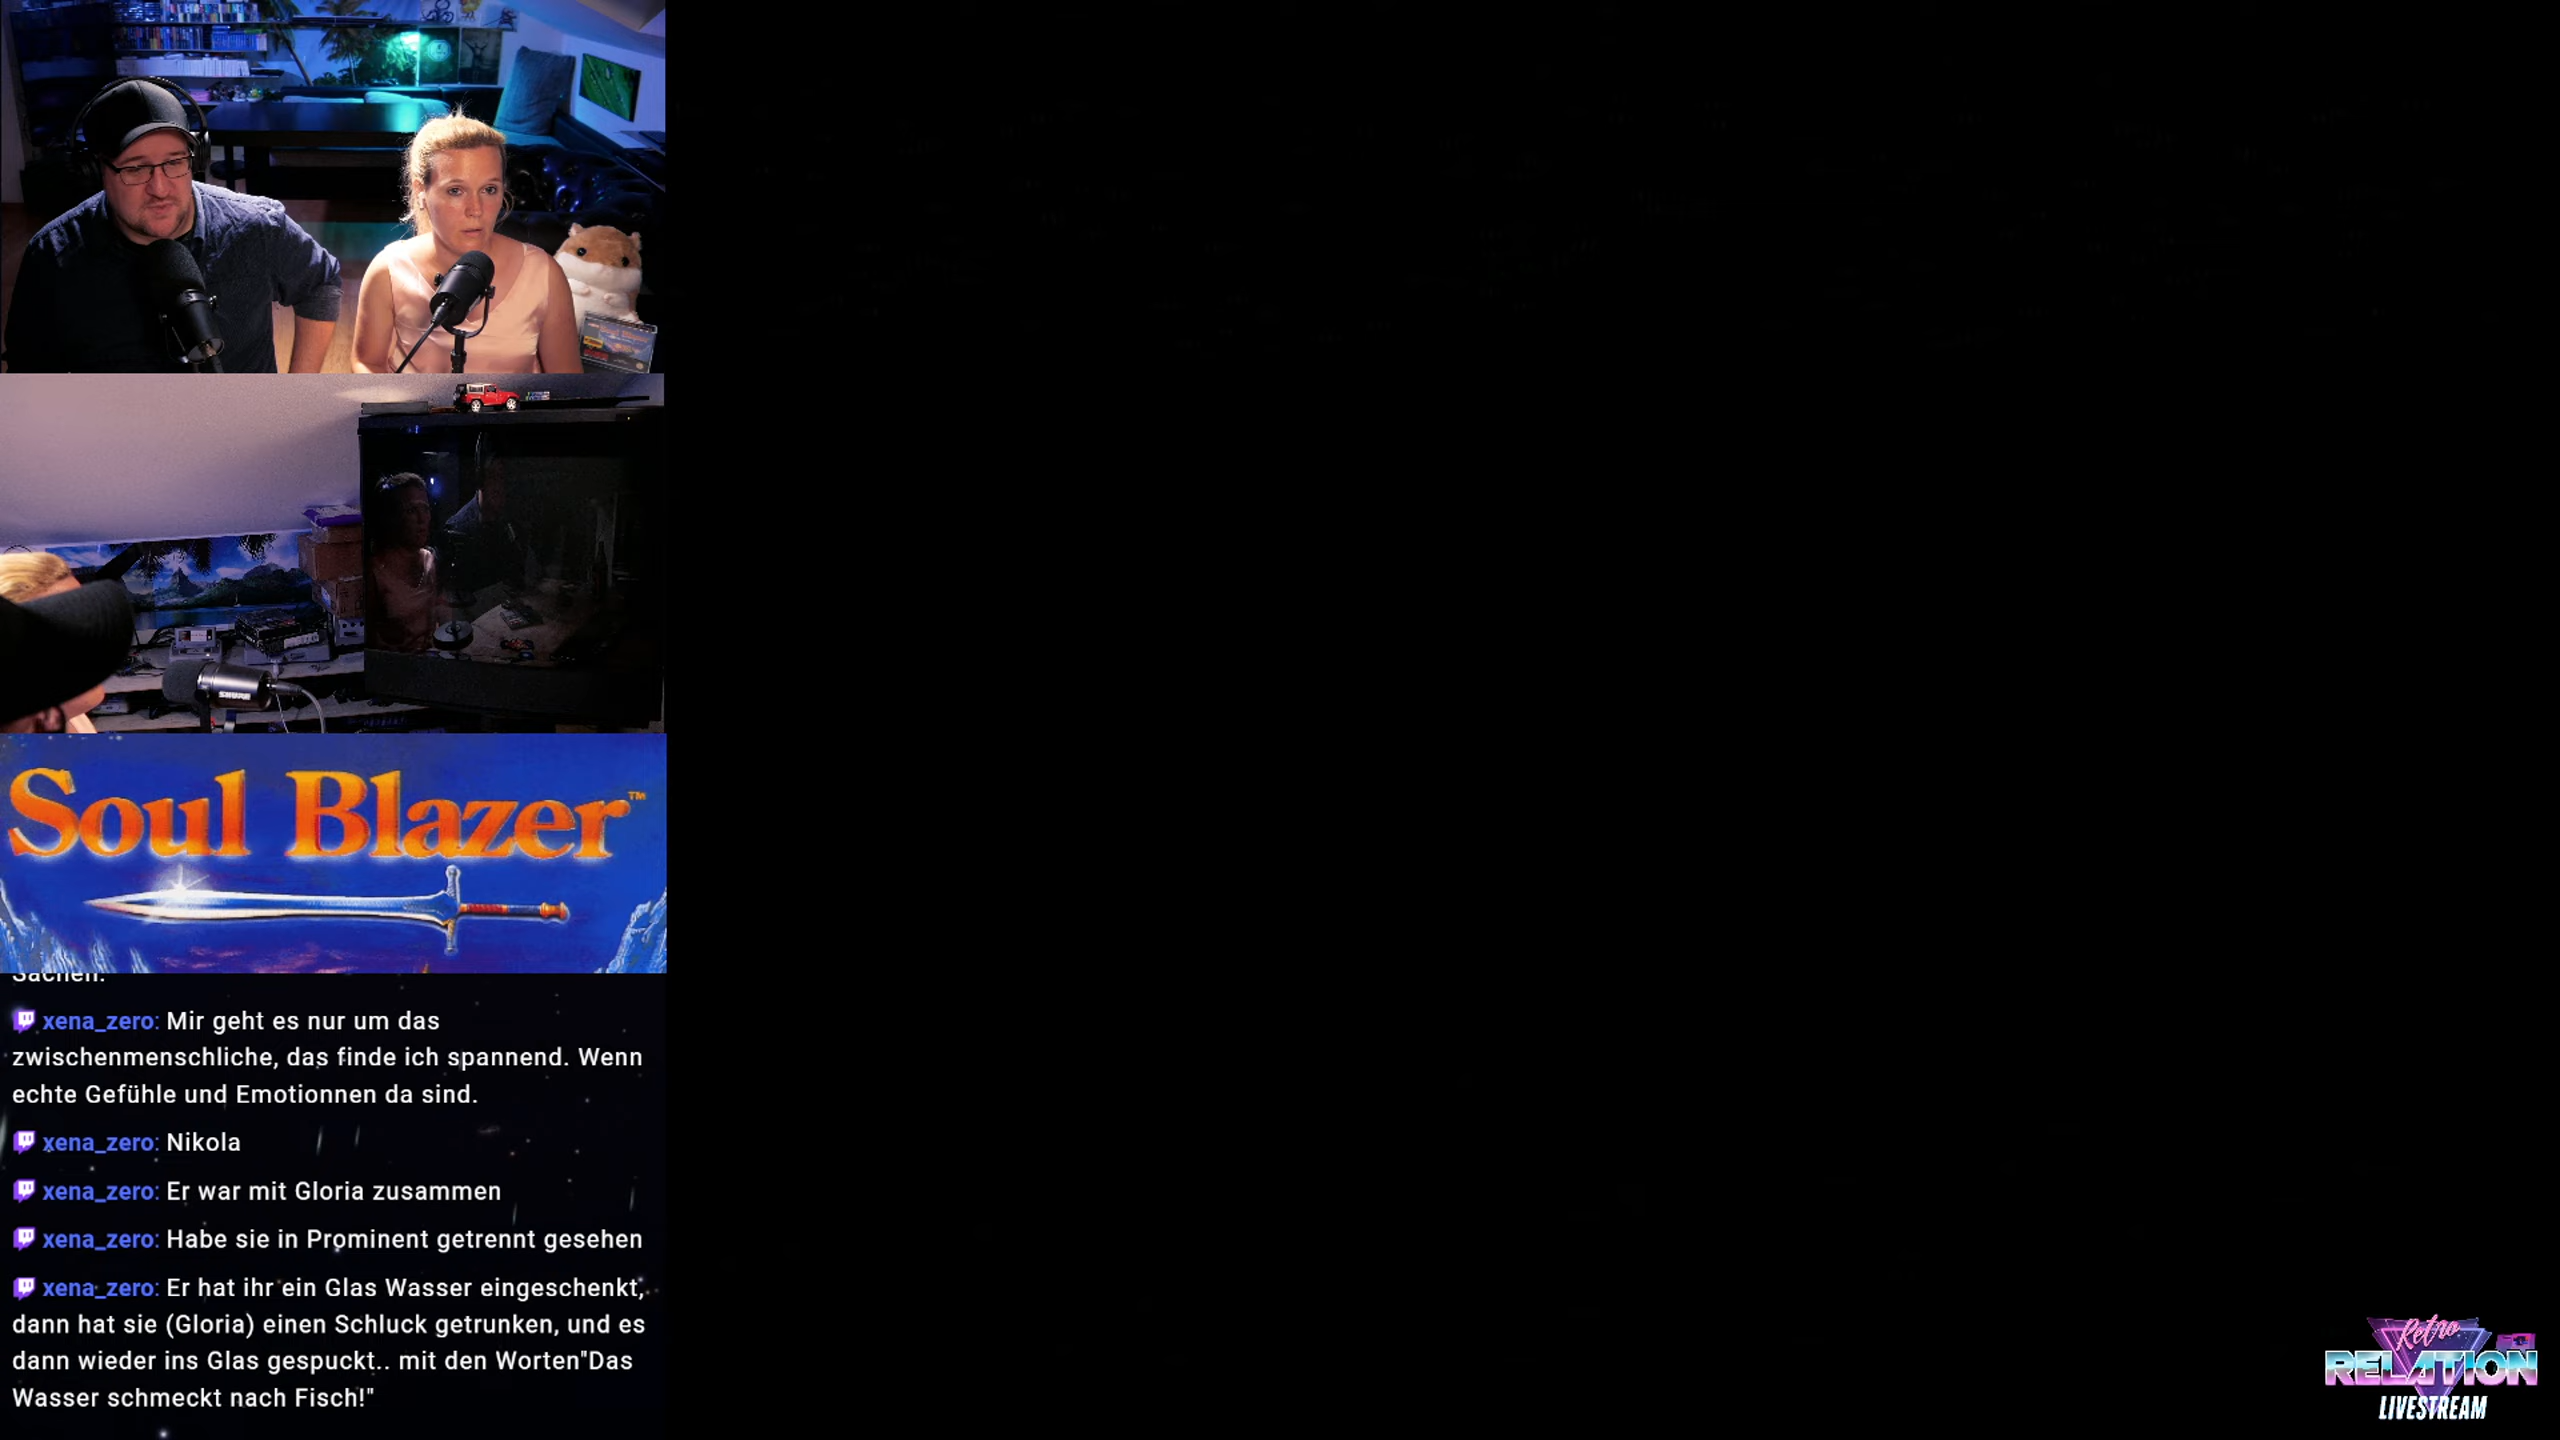 SHURE
Soul Blazer™
Sachen.
xena_zero: Mir geht es nur um das
zwischenmenschliche, das finde ich spannend. Wenn
echte Gefühle und Emotionnen da sind.
xena_zero: Nikola
xena_zero: Er war mit Gloria zusammen
xena_zero: Habe sie in Prominent getrennt gesehen
xena_zero: Er hat ihr ein Glas Wasser eingeschenkt,
dann hat sie (Gloria) einen Schluck getrunken, und es
dann wieder ins Glas gespuckt.. mit den Worten"Das
Wasser schmeckt nach Fisch!"
Retro
RELATION
LIVESTREAM